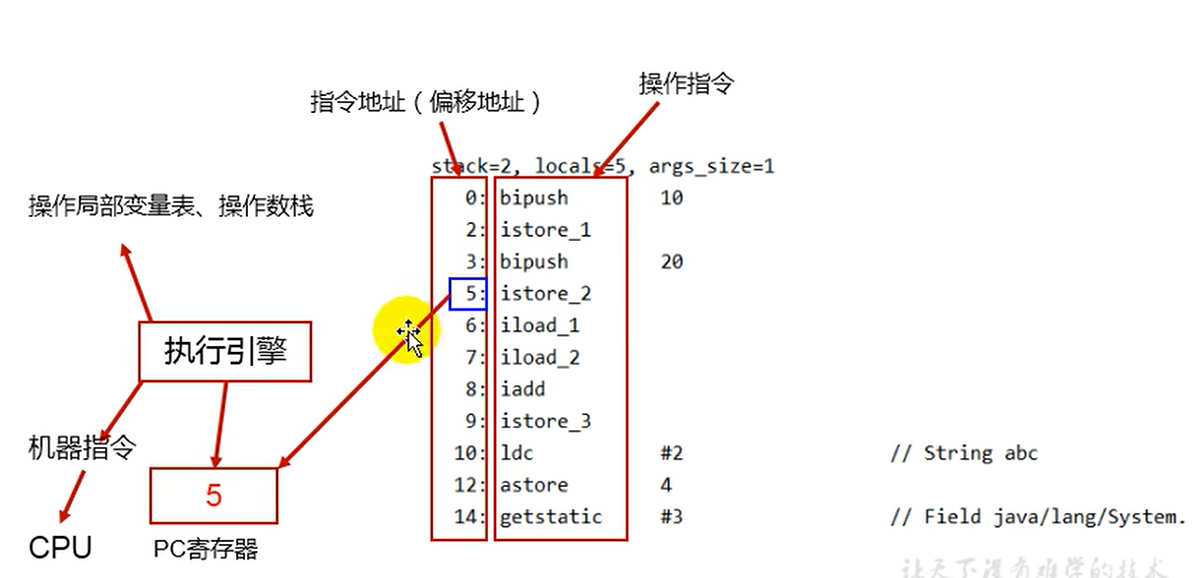 操作指令
指令地址（偏移地址）
stack=2, locals=5, args_size=1
操作局部变量表、操作数栈
0: bipush 10
2: istore_1
3: bipush 20
5: istore_2
6: iload_1
7: iload_2
8: iadd
9: istore_3
10: ldc #2 // String abc
12: astore 4
14: getstatic #3 // Field java/lang/System.
执行引擎
机器指令
5
CPU
PC寄存器
让天下没有难学的技术